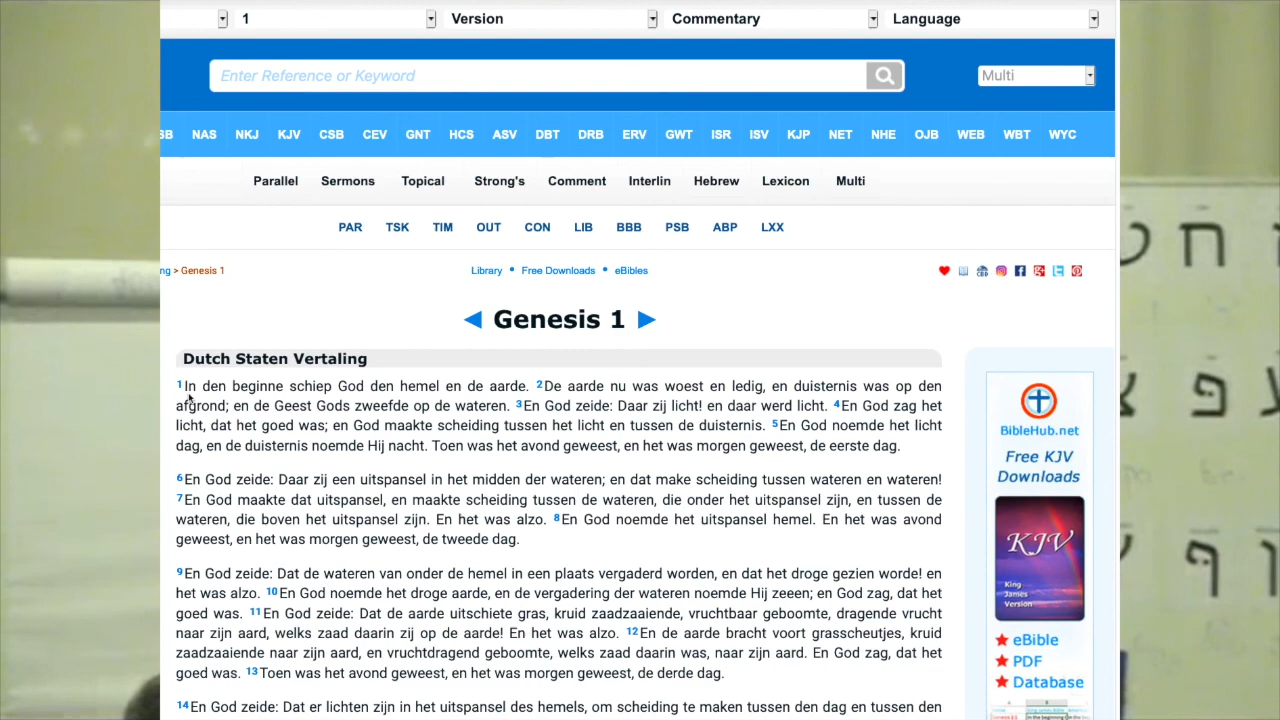 1 Version Commentary Language
Enter Reference or Keyword
Multi
SB NAS NKJ KJV CSB CEV GNT HCS ASV DBT DRB ERV GWT ISR ISV KJP NET NHE OJB WEB WBT WYC
Parallel Sermons Topical Strong's Comment Interlin Hebrew Lexicon Multi
PAR TSK TIM OUT CON LIB BBB PSB ABP LXX
ng > Genesis 1
Library • Free Downloads • eBibles
◄ Genesis 1 ►
Dutch Staten Vertaling
1In den beginne schiep God den hemel en de aarde. 2De aarde nu was woest en ledig, en duisternis was op den
afgrond; en de Geest Gods zweefde op de wateren. 3En God zeide: Daar zij licht! en daar werd licht. 4En God zag het
licht, dat het goed was; en God maakte scheiding tussen het licht en tussen de duisternis. 5En God noemde het licht
dag, en de duisternis noemde Hij nacht. Toen was het avond geweest, en het was morgen geweest, de eerste dag.
6En God zeide: Daar zij een uitspansel in het midden der wateren; en dat make scheiding tussen wateren en wateren!
7En God maakte dat uitspansel, en maakte scheiding tussen de wateren, die onder het uitspansel zijn, en tussen de
wateren, die boven het uitspansel zijn. En het was alzo. 8En God noemde het uitspansel hemel. En het was avond
geweest, en het was morgen geweest, de tweede dag.
9En God zeide: Dat de wateren van onder de hemel in een plaats vergaderd worden, en dat het droge gezien worde! en
het was alzo. 10En God noemde het droge aarde, en de vergadering der wateren noemde Hij zeeen; en God zag, dat het
goed was. 11En God zeide: Dat de aarde uitschiete gras, kruid zaadzaaiende, vruchtbaar geboomte, dragende vrucht
naar zijn aard, welks zaad daarin zij op de aarde! En het was alzo. 12En de aarde bracht voort grasscheutjes, kruid
zaadzaaiende naar zijn aard, en vruchtdragend geboomte, welks zaad daarin was, naar zijn aard. En God zag, dat het
goed was. 13Toen was het avond geweest, en het was morgen geweest, de derde dag.
14En God zeide: Dat er lichten zijn in het uitspansel des hemels, om scheiding te maken tussen den dag en tussen den
BibleHub.net
Free KJV
Downloads
KJV
King
James
Version
eBible
PDF
Database
ח ט
צ פ
ף ו